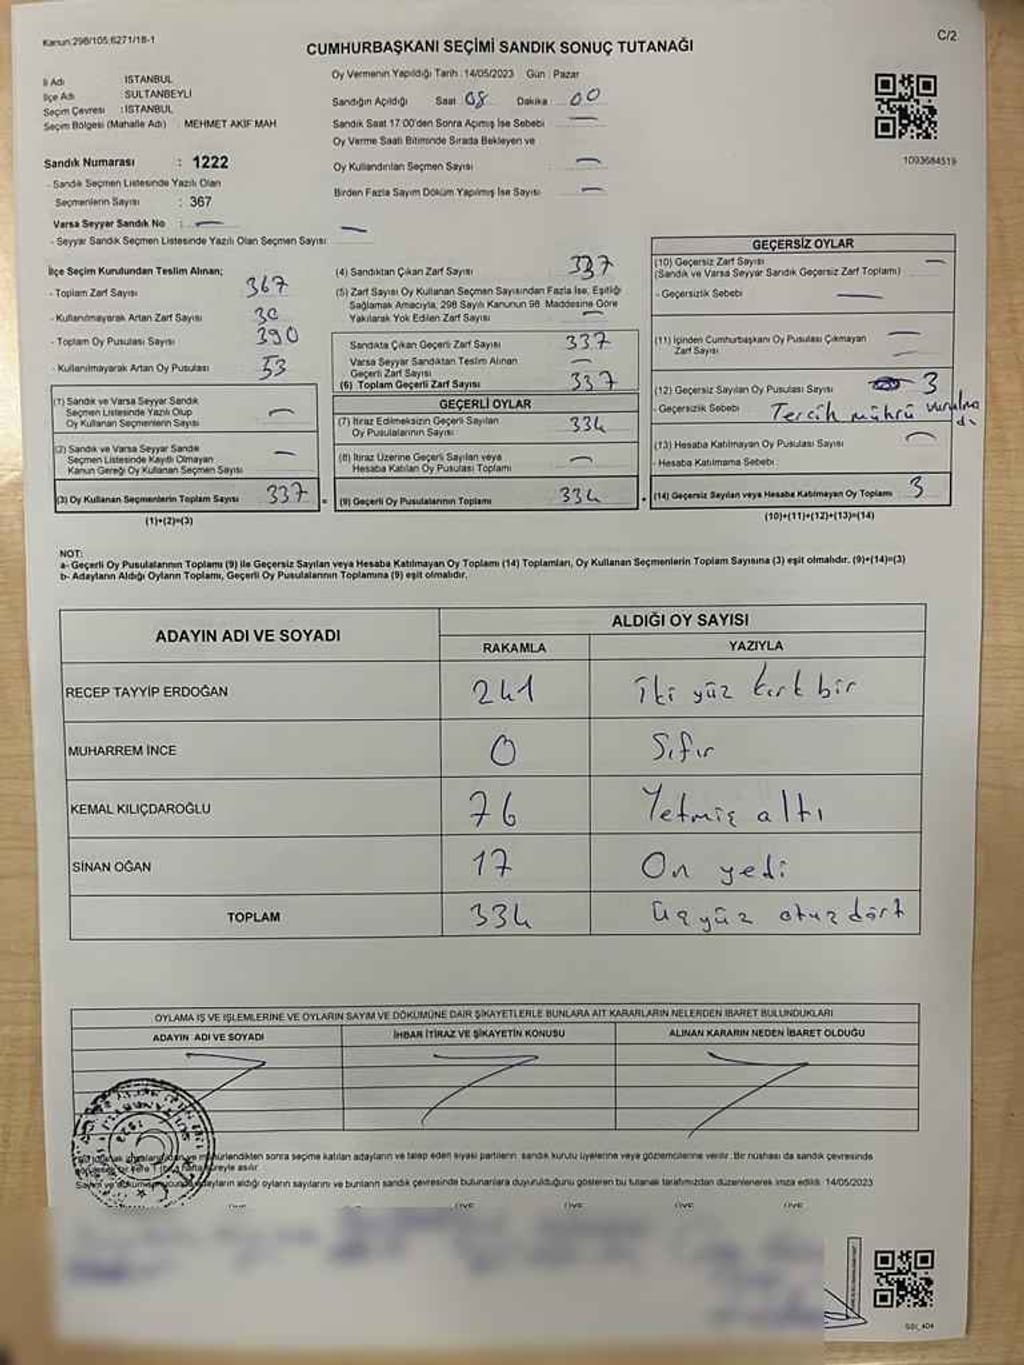 Kanun:298/105;6271/18-1
C/2
CUMHURBAŞKANI SEÇİMİ SANDIK SONUÇ TUTANAĞI
İl Adı : İSTANBUL
İlçe Adı : SULTANBEYLİ
Seçim Çevresi : İSTANBUL
Seçim Bölgesi (Mahalle Adı) : MEHMET AKİF MAH
Sandık Numarası : 1222
- Sandık Seçmen Listesinde Yazılı Olan
Seçmenlerin Sayısı : 367
Varsa Seyyar Sandık No : —
- Seyyar Sandık Seçmen Listesinde Yazılı Olan Seçmen Sayısı: —
Oy Vermenin Yapıldığı Tarih : 14/05/2023 Gün : Pazar
Sandığın Açıldığı Saat 08 Dakika 00
Sandık Saat 17:00'den Sonra Açımış İse Sebebi —
Oy Verme Saati Bitiminde Sırada Bekleyen ve
Oy Kullandırılan Seçmen Sayısı : —
Birden Fazla Sayım Döküm Yapılmış İse Sayısı : —
1093684519
İlçe Seçim Kurulundan Teslim Alınan;
- Toplam Zarf Sayısı 367
- Kullanılmayarak Artan Zarf Sayısı 30
- Toplam Oy Pusulası Sayısı 390
- Kullanılmayarak Artan Oy Pusulası 53
(1) Sandık ve Varsa Seyyar Sandık
Seçmen Listesinde Yazılı Olup
Oy Kullanan Seçmenlerin Sayısı —
(2) Sandık ve Varsa Seyyar Sandık
Seçmen Listesinde Kayıtlı Olmayan
Kanun Gereği Oy Kullanan Seçmen Sayısı —
(3) Oy Kullanan Seçmenlerin Toplam Sayısı 337 =
(1)+(2)=(3)
(4) Sandıktan Çıkan Zarf Sayısı 337
(5) Zarf Sayısı Oy Kullanan Seçmen Sayısından Fazla İse, Eşitliği
Sağlamak Amacıyla, 298 Sayılı Kanunun 98. Maddesine Göre
Yakılarak Yok Edilen Zarf Sayısı —
Sandıkta Çıkan Geçerli Zarf Sayısı 337
Varsa Seyyar Sandıktan Teslim Alınan
Geçerli Zarf Sayısı —
(6) Toplam Geçerli Zarf Sayısı 337
GEÇERLİ OYLAR
(7) İtiraz Edilmeksizin Geçerli Sayılan
Oy Pusulalarının Sayısı 334
(8) İtiraz Üzerine Geçerli Sayılan veya
Hesaba Katılan Oy Pusulası Toplamı —
(9) Geçerli Oy Pusulalarının Toplamı 334 +
GEÇERSİZ OYLAR
(10) Geçersiz Zarf Sayısı —
(Sandık ve Varsa Seyyar Sandık Geçersiz Zarf Toplamı)
- Geçersizlik Sebebi : —
(11) İçinden Cumhurbaşkanı Oy Pusulası Çıkmayan —
Zarf Sayısı —
(12) Geçersiz Sayılan Oy Pusulası Sayısı 3
- Geçersizlik Sebebi : Tercih mührü vurulmadı
(13) Hesaba Katılmayan Oy Pusulası Sayısı —
- Hesaba Katılmama Sebebi :
(14) Geçersiz Sayılan veya Hesaba Katılmayan Oy Toplamı 3
(10)+(11)+(12)+(13)=(14)
NOT:
a- Geçerli Oy Pusulalarının Toplamı (9) ile Geçersiz Sayılan veya Hesaba Katılmayan Oy Toplamı (14) Toplamları, Oy Kullanan Seçmenlerin Toplam Sayısına (3) eşit olmalıdır. (9)+(14)=(3)
b- Adayların Aldığı Oyların Toplamı, Geçerli Oy Pusulalarının Toplamına (9) eşit olmalıdır.
ADAYIN ADI VE SOYADI
ALDIĞI OY SAYISI
RAKAMLA YAZIYLA
RECEP TAYYİP ERDOĞAN 241 İki yüz kırk bir
MUHARREM İNCE 0 Sıfır
KEMAL KILIÇDAROĞLU 76 Yetmiş altı
SİNAN OĞAN 17 On yedi
TOPLAM 334 Üç yüz otuz dört
OYLAMA İŞ VE İŞLEMLERİNE VE OYLARIN SAYIM VE DÖKÜMÜNE DAİR ŞİKAYETLERLE BUNLARA AİT KARARLARIN NELERDEN İBARET BULUNDUKLARI
ADAYIN ADI VE SOYADI İHBAR İTİRAZ VE ŞİKAYETİN KONUSU ALINAN KARARIN NEDEN İBARET OLDUĞU
mühürlendikten sonra seçime katılan adayların ve talep eden siyasi partilerin sandık kurulu üyelerine veya gözlemcilerine verilir. Bir nüshası da sandık çevresinde
hafta süreyle asılır.
adayların aldığı oyların sayılarını ve bunların sandık çevresinde bulunanlara duyurulduğunu gösteren bu tutanak tarafımızdan düzenlenerek imza edildi. 14/05/2023
ÜYE ÜYE ÜYE ÜYE ÜYE